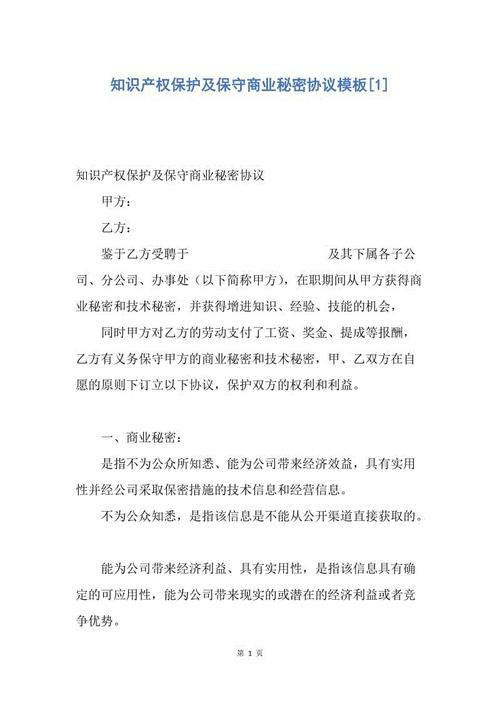 知识产权保护及保守商业秘密协议模板[1]
知识产权保护及保守商业秘密协议
甲方：
乙方：
鉴于乙方受聘于 及其下属各子公
司、分公司、办事处（以下简称甲方），在职期间从甲方获得商
业秘密和技术秘密，并获得增进知识、经验、技能的机会，
同时甲方对乙方的劳动支付了工资、奖金、提成等报酬，
乙方有义务保守甲方的商业秘密和技术秘密，甲、乙双方在自
愿的原则下订立以下协议，保护双方的权利和利益。
一、商业秘密：
是指不为公众所知悉、能为公司带来经济效益，具有实用
性并经公司采取保密措施的技术信息和经营信息。
不为公众知悉，是指该信息是不能从公开渠道直接获取的。
能为公司带来经济利益、具有实用性，是指该信息具有确
定的可应用性，能为公司带来现实的或潜在的经济利益或者竞
争优势。
第 1 页